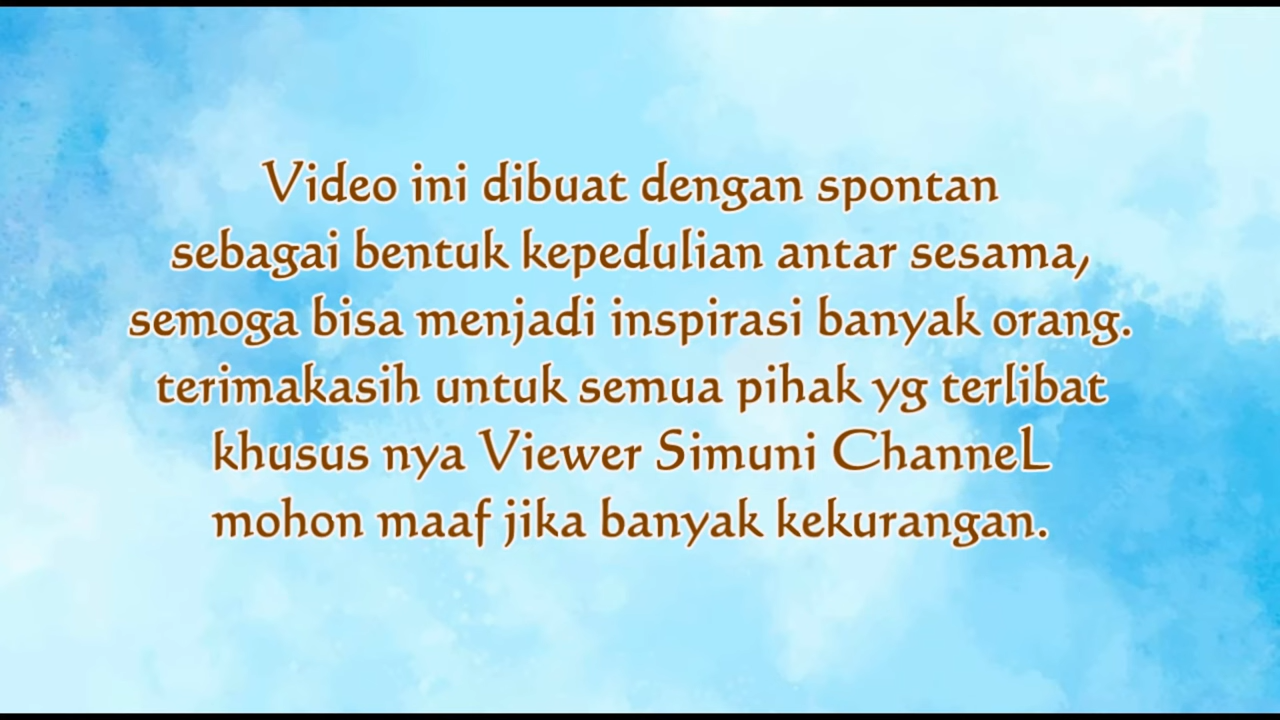 Video ini dibuat dengan spontan
sebagai bentuk kepedulian antar sesama,
semoga bisa menjadi inspirasi banyak orang.
terimakasih untuk semua pihak yg terlibat
khusus nya Viewer Simuni ChanneL
mohon maaf jika banyak kekurangan.